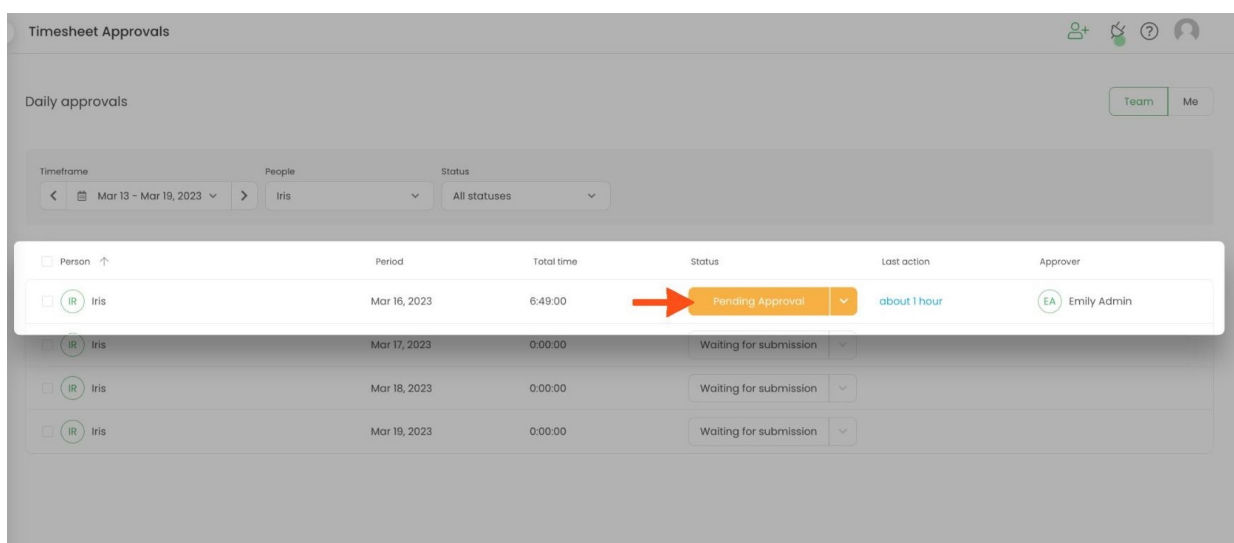 Timesheet Approvals
Daily approvals
Team Me
Timeframe People Status
Mar 13 - Mar 19, 2023 Iris All statuses
Person Period Total time Status Last action Approver
IR Iris Mar 16, 2023 6:49:00 Pending Approval about 1 hour EA Emily Admin
IR Iris Mar 17, 2023 0:00:00 Waiting for submission
IR Iris Mar 18, 2023 0:00:00 Waiting for submission
IR Iris Mar 19, 2023 0:00:00 Waiting for submission